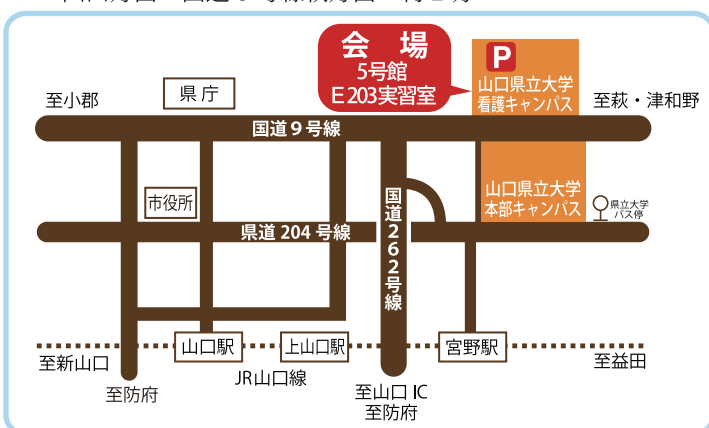 会 場
5号館
E203実習室
P
山口県立大学
看護キャンパス
至小郡
県庁
至萩・津和野
国道9号線
市役所
国道262号線
山口県立大学
本部キャンパス
県立大学
バス停
県道204号線
山口駅
上山口駅
宮野駅
至新山口
JR山口線
至益田
至防府
至山口IC
至防府